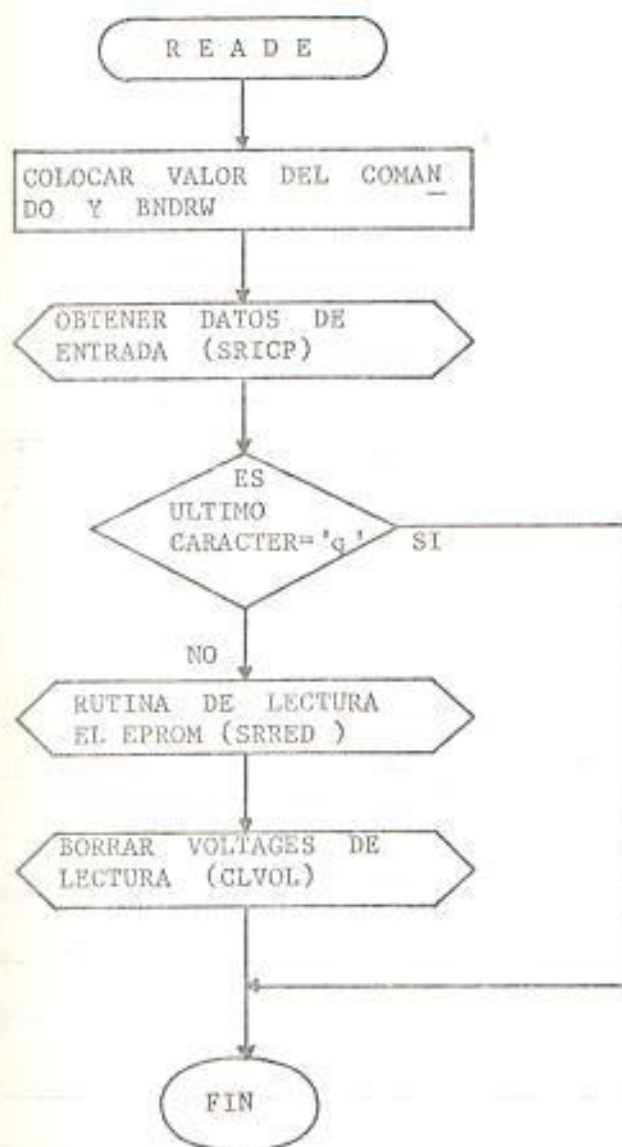 R E A D E
COLOCAR VALOR DEL COMAN
DO Y BNDRW
OBTENER DATOS DE
ENTRADA (SRICP)
ES
ULTIMO
CARACTER='q'
SI
NO
RUTINA DE LECTURA
EL EPROM (SRRED )
BORRAR VOLTAGES DE
LECTURA (CLVOL)
FIN